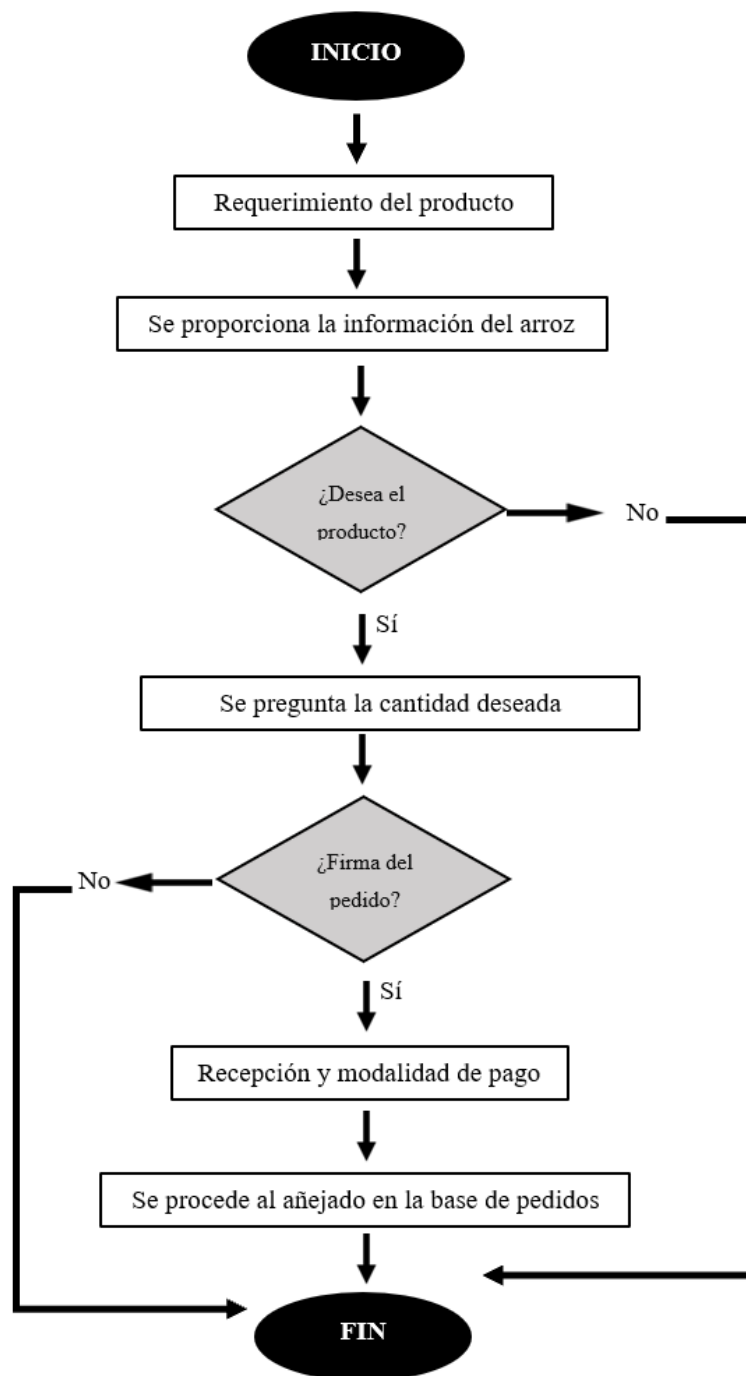 INICIO
Requerimiento del producto
Se proporciona la información del arroz
¿Desea el
producto?
No
Sí
Se pregunta la cantidad deseada
¿Firma del
pedido?
No
Sí
Recepción y modalidad de pago
Se procede al añejado en la base de pedidos
FIN